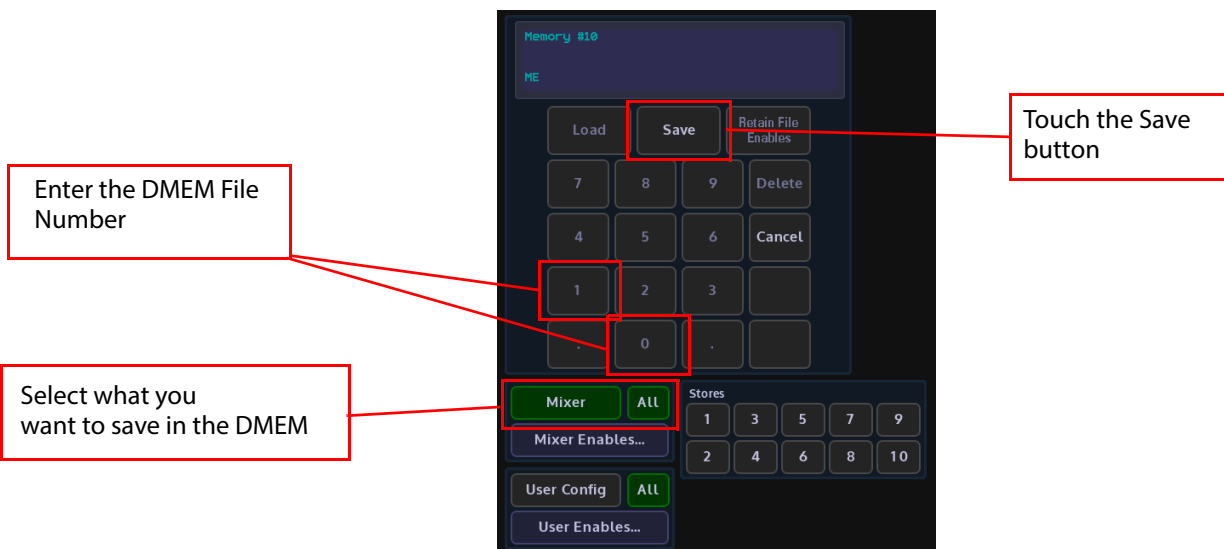 Memory #10
ME
Load
Save
Retain File
Enables
7
8
9
Delete
4
5
6
Cancel
1
2
3
.
0
.
Touch the Save
button
Enter the DMEM File
Number
Select what you
want to save in the DMEM
Mixer
All
Mixer Enables...
User Config
All
User Enables...
Stores
1
3
5
7
9
2
4
6
8
10